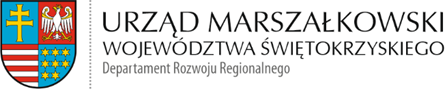 URZĄD MARSZAŁKOWSKI
WOJEWÓDZTWA ŚWIĘTOKRZYSKIEGO
Departament Rozwoju Regionalnego